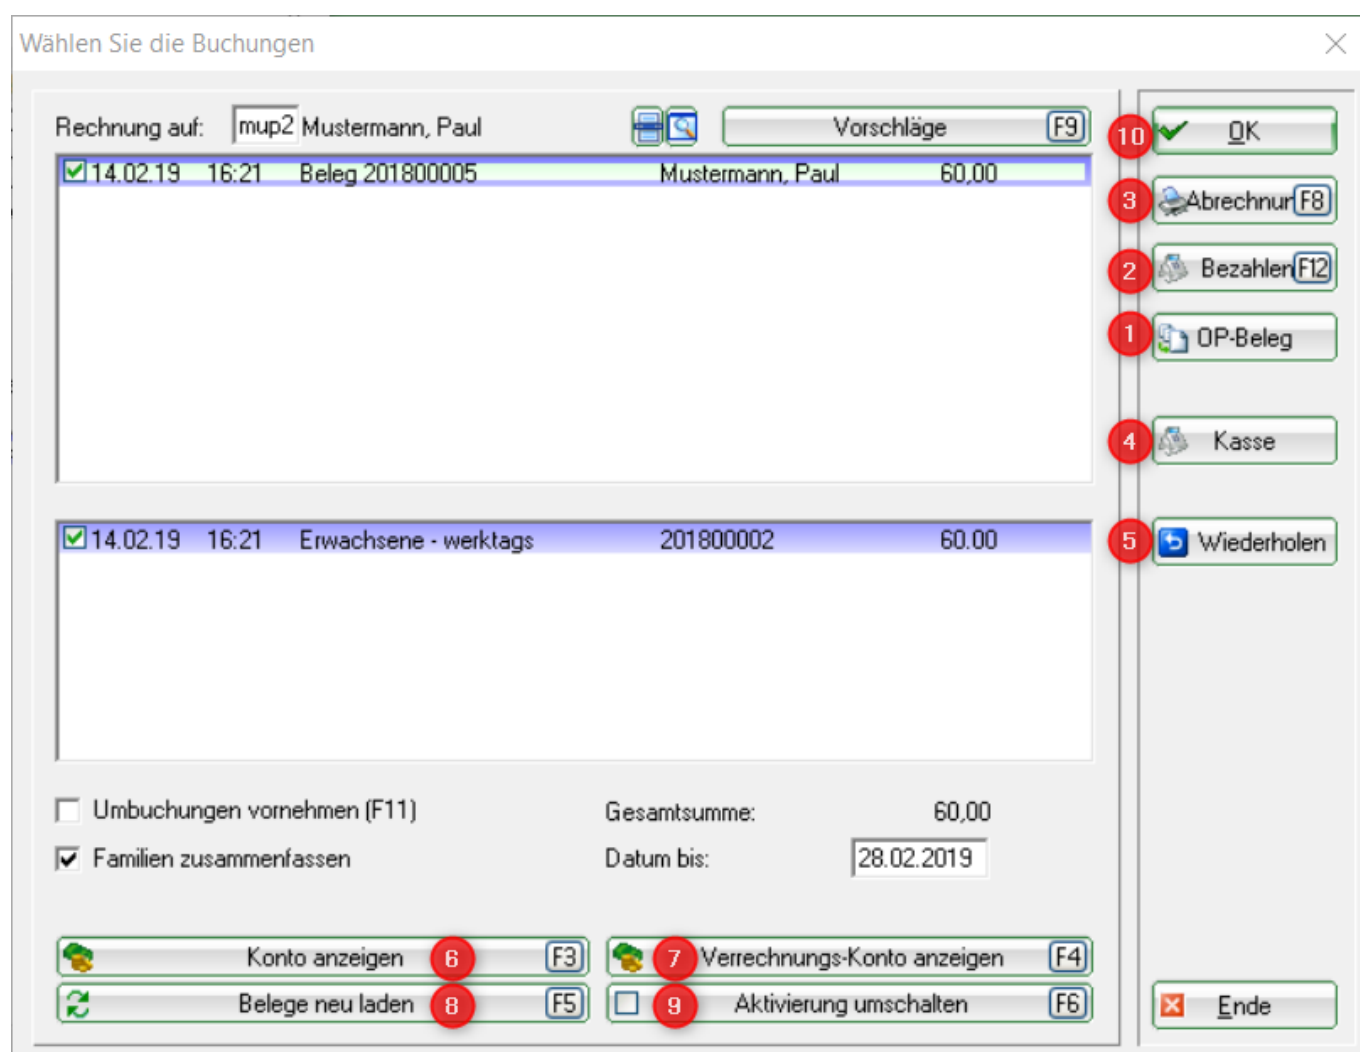 Wählen Sie die Buchungen
Rechnung auf: mup2 Mustermann, Paul Vorschläge F9
14.02.19 16:21 Beleg 201800005 Mustermann, Paul 60,00
14.02.19 16:21 Erwachsene - werktags 201800002 60.00
Umbuchungen vornehmen (F11) Gesamtsumme: 60,00
Familien zusammenfassen Datum bis: 28.02.2019
Konto anzeigen 6 F3 7 Verrechnungs-Konto anzeigen F4
Belege neu laden 8 F5 9 Aktivierung umschalten F6
10 OK
3 Abrechnur F8
2 Bezahlen F12
1 OP-Beleg
4 Kasse
5 Wiederholen
Ende